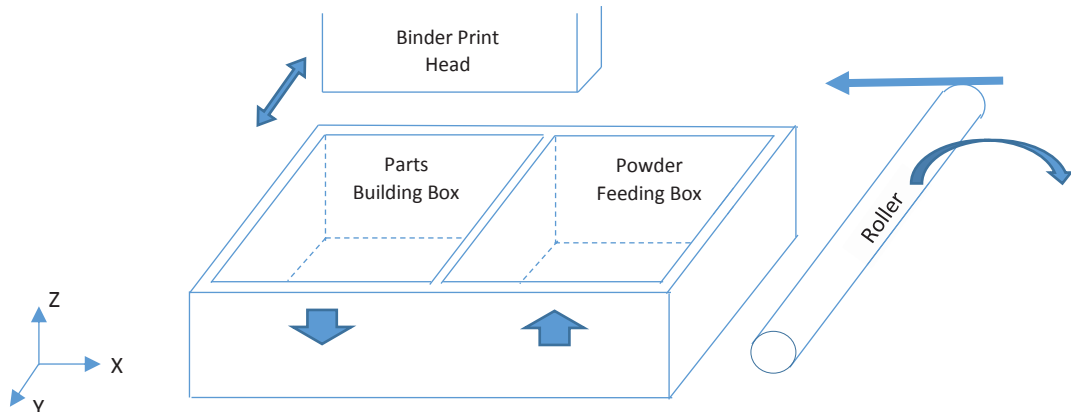 Binder Print
Head
Parts
Building Box
Powder
Feeding Box
Roller
Z
X
Y